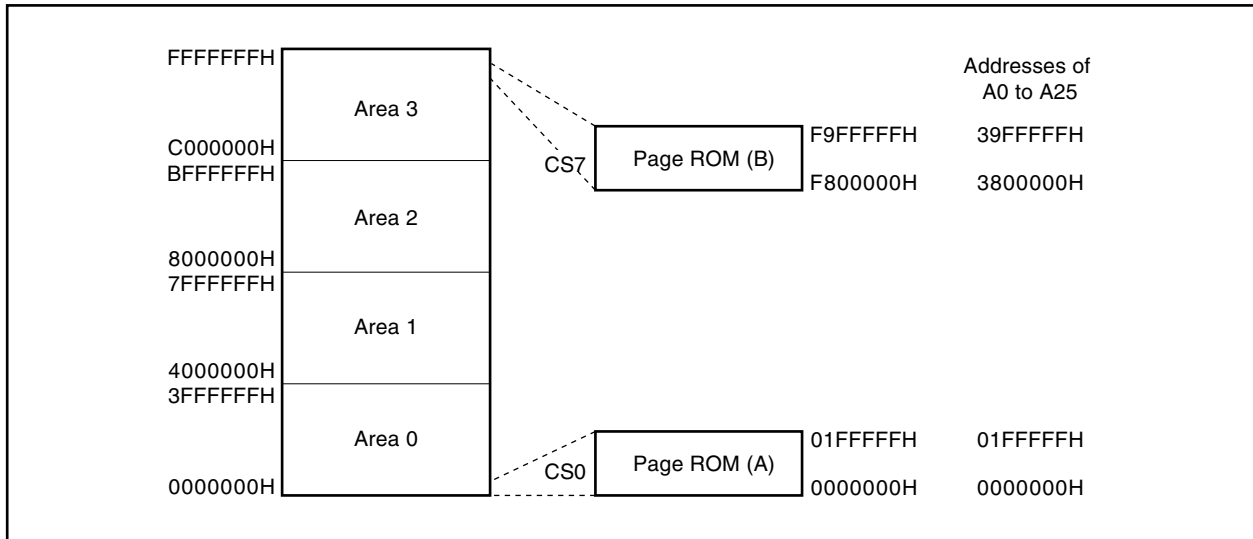 FFFFFFFH
Area 3
C000000H
BFFFFFFH
Area 2
8000000H
7FFFFFFH
Area 1
4000000H
3FFFFFFH
Area 0
0000000H
CS7
Page ROM (B)
F9FFFFFH
F800000H
Addresses of
A0 to A25
39FFFFFH
3800000H
CS0
Page ROM (A)
01FFFFFH
0000000H
01FFFFFH
0000000H